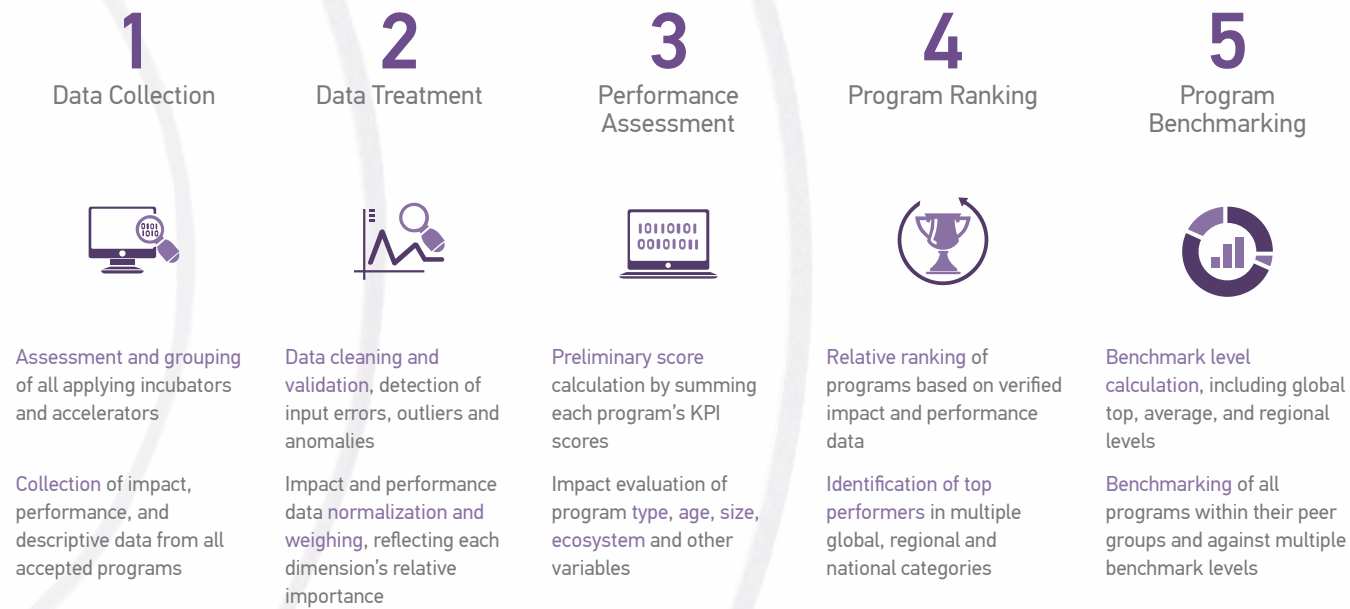 1
Data Collection
0101
1010
Assessment and grouping
of all applying incubators
and accelerators
Collection of impact,
performance, and
descriptive data from all
accepted programs
2
Data Treatment
Data cleaning and
validation, detection of
input errors, outliers and
anomalies
Impact and performance
data normalization and
weighing, reflecting each
dimension's relative
importance
3
Performance
Assessment
10110101
00101011
Preliminary score
calculation by summing
each program's KPI
scores
Impact evaluation of
program type, age, size,
ecosystem and other
variables
4
Program Ranking
Relative ranking of
programs based on verified
impact and performance
data
Identification of top
performers in multiple
global, regional and
national categories
5
Program
Benchmarking
Benchmark level
calculation, including global
top, average, and regional
levels
Benchmarking of all
programs within their peer
groups and against multiple
benchmark levels